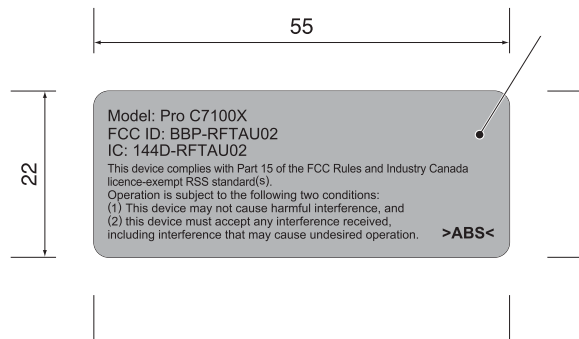 55
22
Model: Pro C7100X
FCC ID: BBP-RFTAU02
IC: 144D-RFTAU02
This device complies with Part 15 of the FCC Rules and Industry Canada
licence-exempt RSS standard(s).
Operation is subject to the following two conditions:
(1) This device may not cause harmful interference, and
(2) this device must accept any interference received,
including interference that may cause undesired operation.
>ABS<